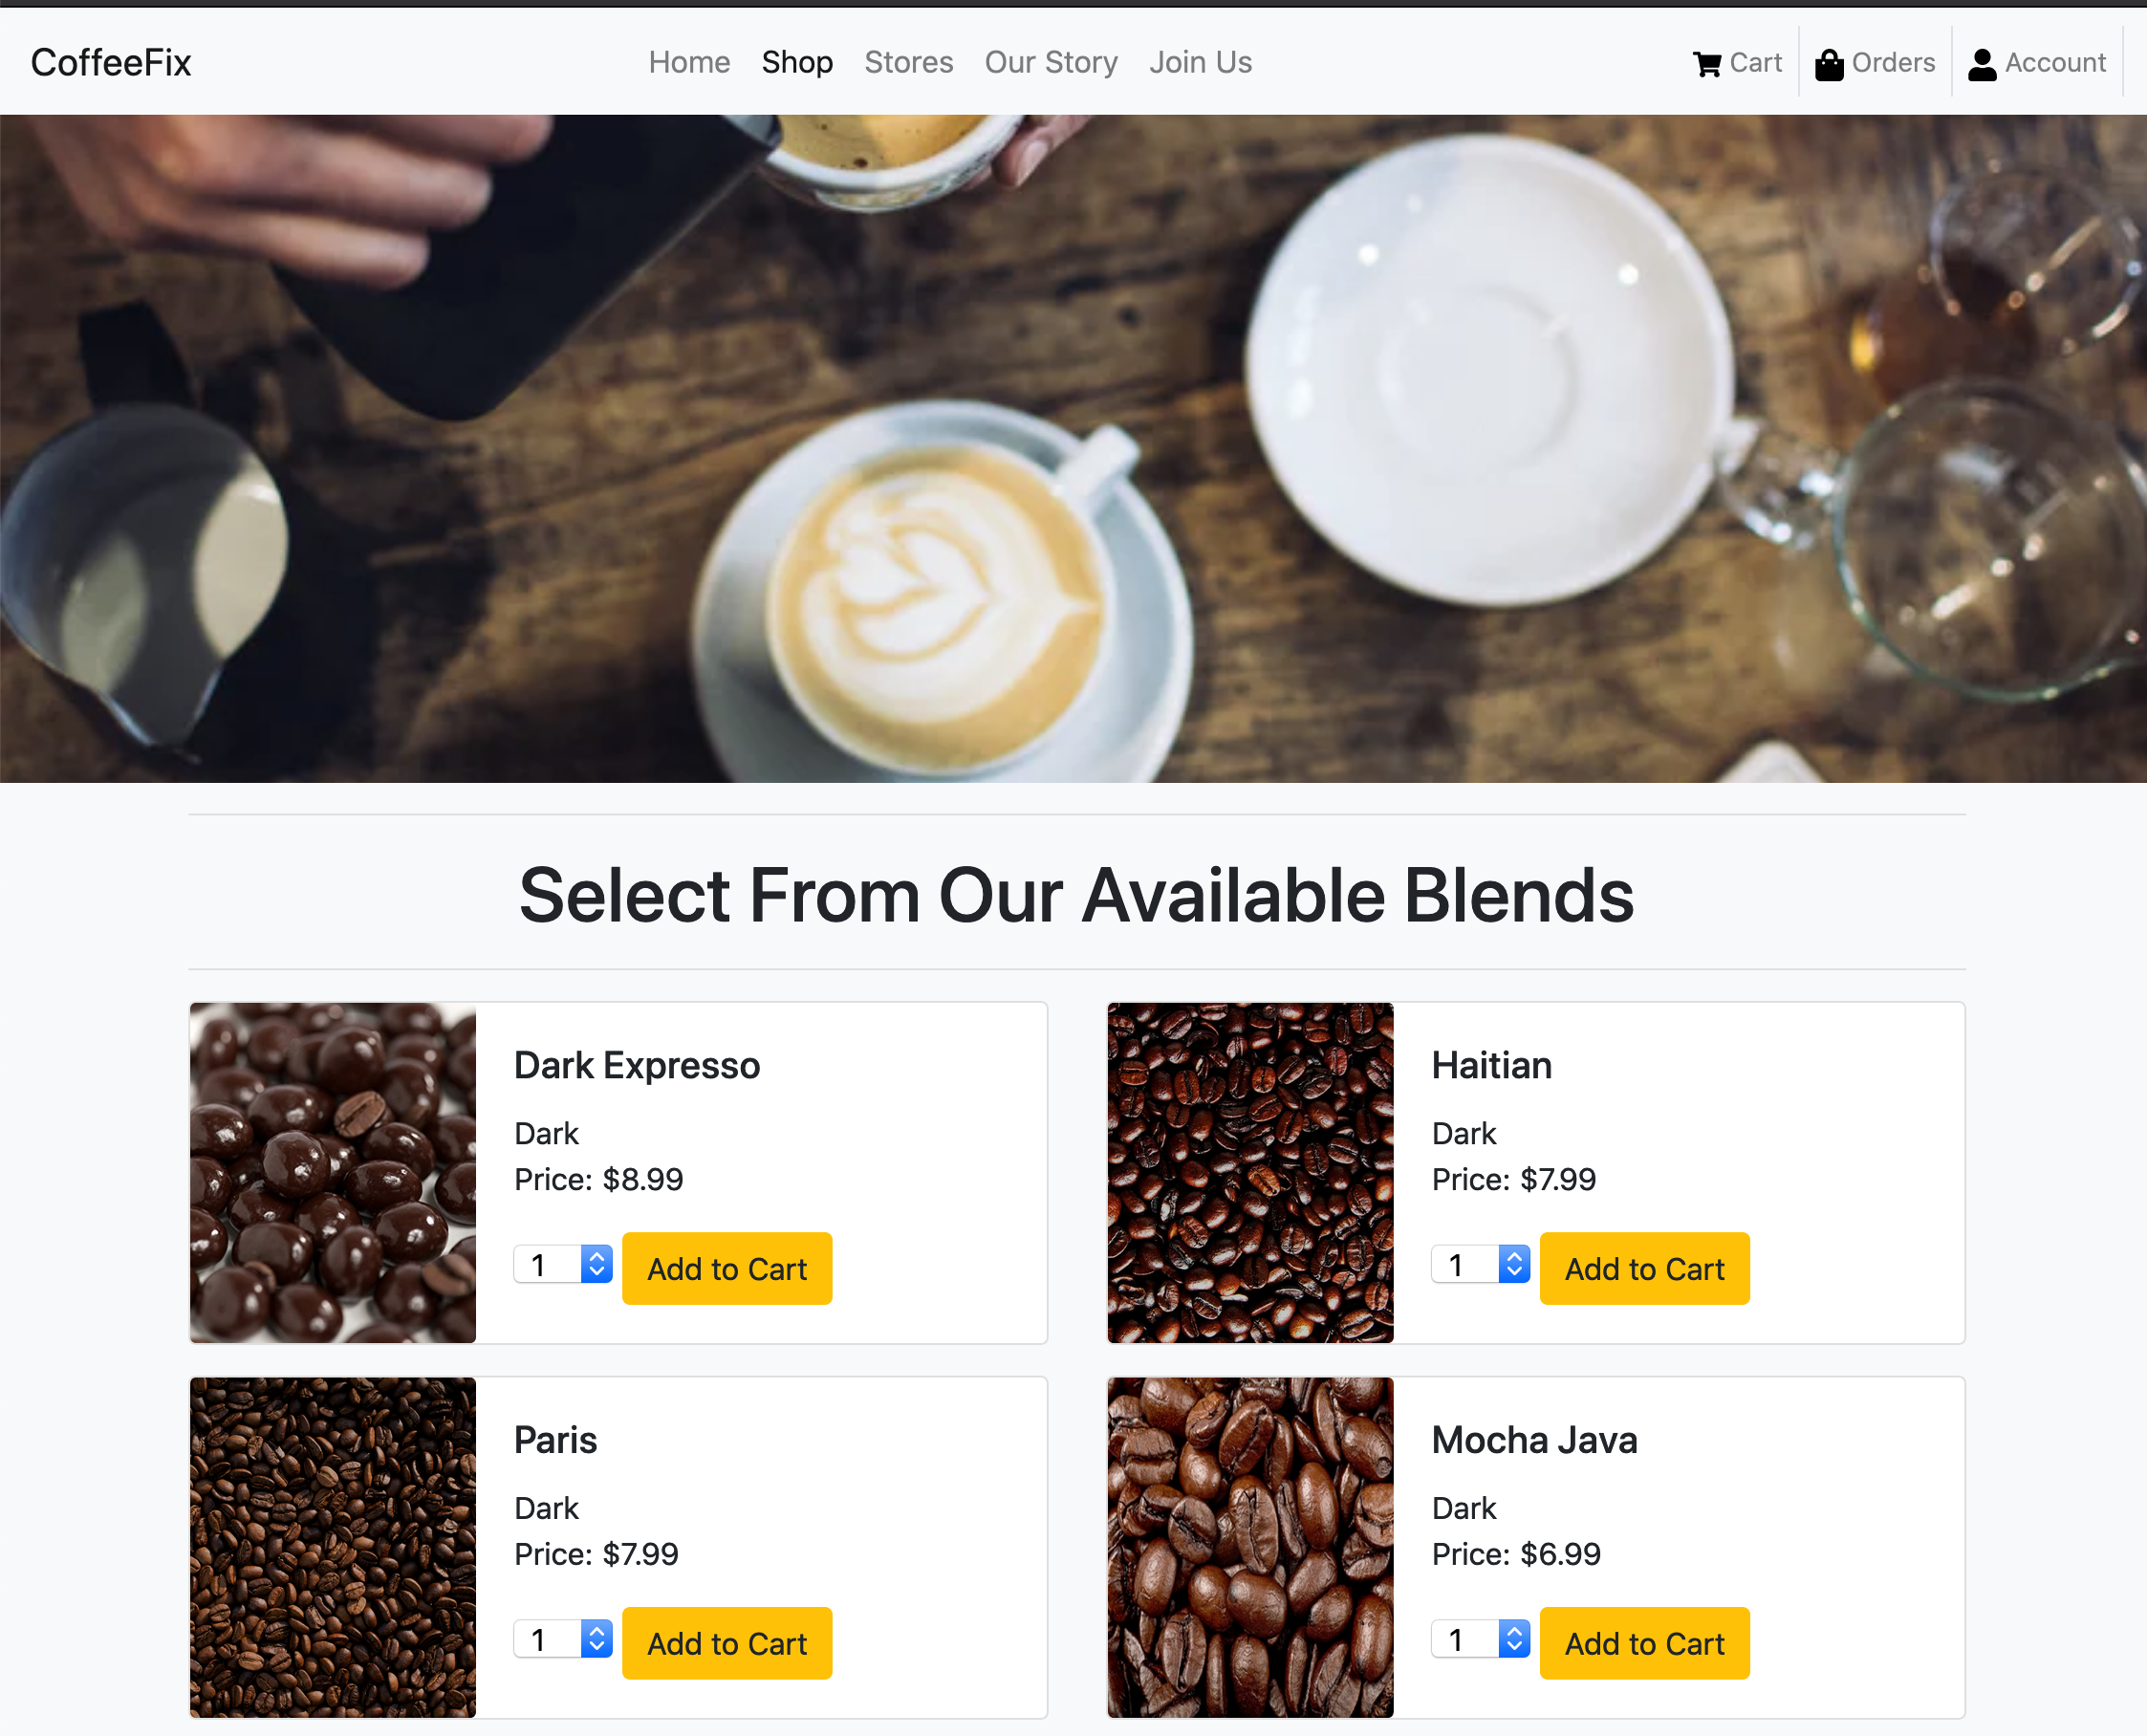 CoffeeFix
Home Shop Stores Our Story Join Us
Cart Orders Account
Select From Our Available Blends
Dark Expresso
Dark
Price: $8.99
1 Add to Cart
Haitian
Dark
Price: $7.99
1 Add to Cart
Paris
Dark
Price: $7.99
1 Add to Cart
Mocha Java
Dark
Price: $6.99
1 Add to Cart